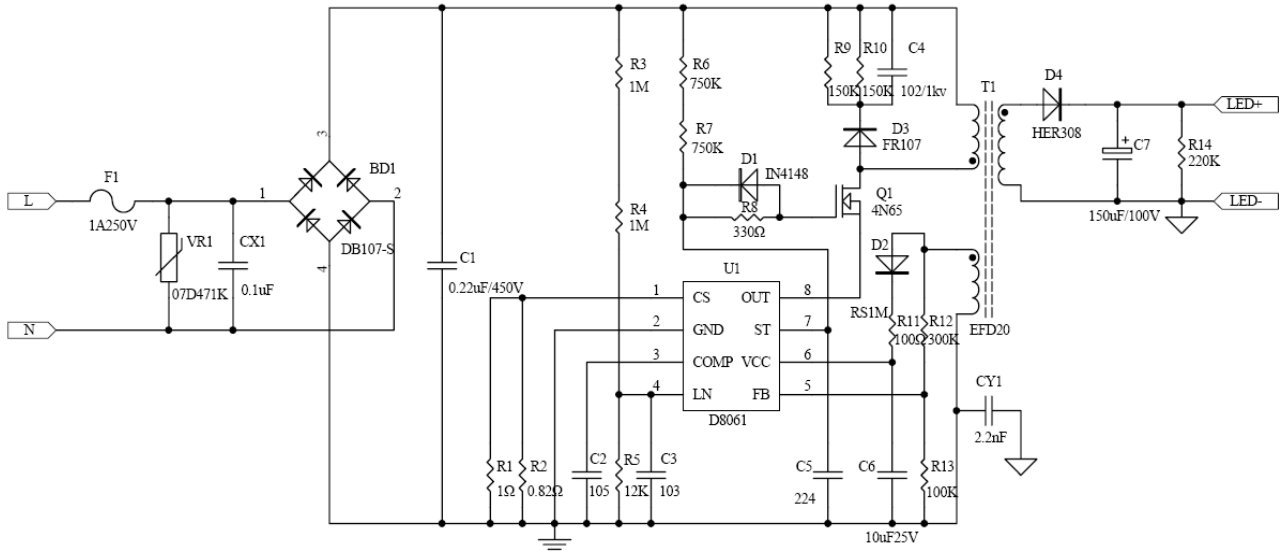 R9
R10
C4
150K
150K
102/1kv
R3
1M
R6
750K
R7
750K
D3
FR107
T1
D4
HER308
LED+
C7
+
R14
220K
150uF/100V
LED-
3
F1
L
1A250V
1
BD1
2
DB107-S
4
VR1
07D471K
CX1
0.1uF
N
R4
1M
D1
IN4148
R8
330Ω
Q1
4N65
D2
RS1M
C1
0.22uF/450V
U1
1
CS
OUT
8
2
GND
ST
7
3
COMP
VCC
6
4
LN
FB
5
D8061
R11
100Ω
R12
300K
EFD20
CY1
2.2nF
R1
1Ω
R2
0.82Ω
C2
105
R5
12K
C3
103
C5
224
C6
10uF25V
R13
100K